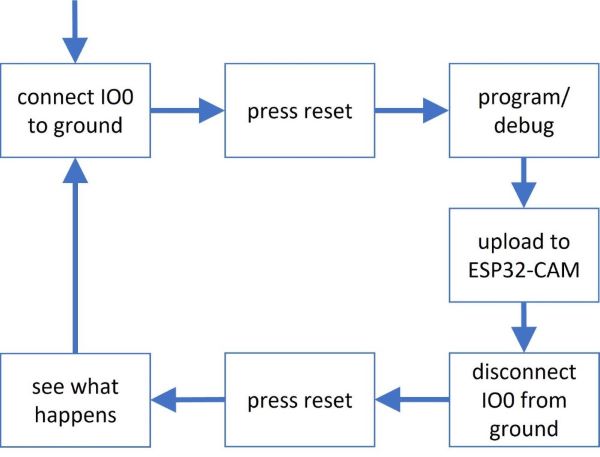 connect IO0
to ground
press reset
program/
debug
upload to
ESP32-CAM
disconnect
IO0 from
ground
press reset
see what
happens